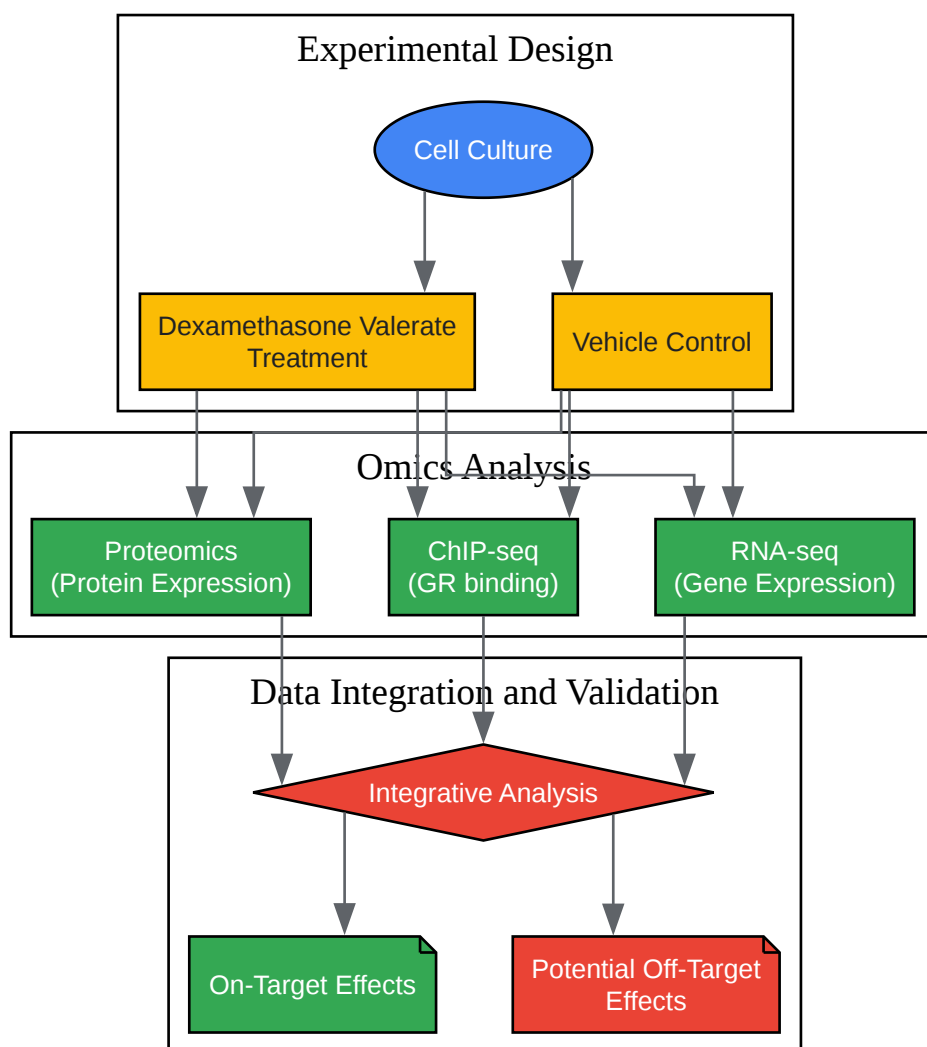 Experimental Design
Cell Culture
Dexamethasone Valerate
Treatment
Vehicle Control
Omics Analysis
Proteomics
(Protein Expression)
ChIP-seq
(GR binding)
RNA-seq
(Gene Expression)
Data Integration and Validation
Integrative Analysis
On-Target Effects
Potential Off-Target
Effects